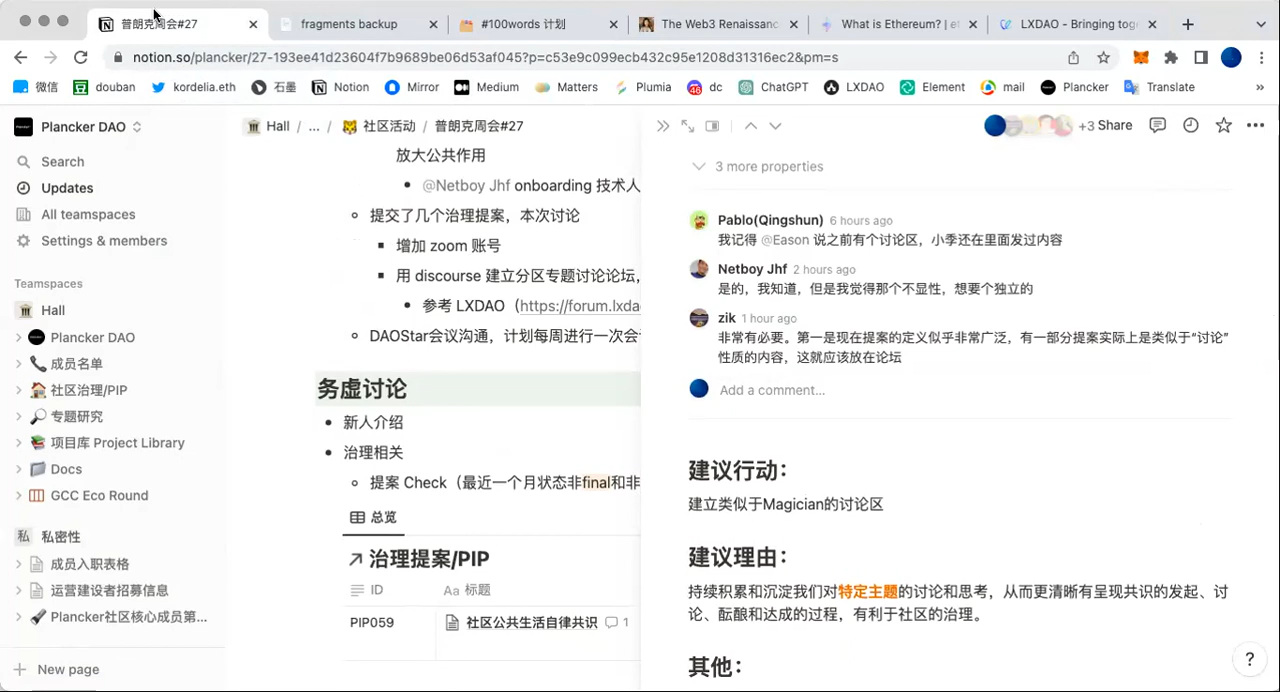 普朗克周会#27
fragments backup
#100words 计划
The Web3 Renaissanc
What is Ethereum? | et
LXDAO - Bringing tog
notion.so/plancker/27-193ee41d23604f7b9689be06d53af045?p=c53e9c099ecb432c95e1208d31316ec2&pm=s
微信
douban
kordelia.eth
石墨
Notion
Mirror
Medium
Matters
Plumia
46
dc
ChatGPT
LXDAO
Element
mail
Plancker
Translate
Plancker DAO
Search
Updates
All teamspaces
Settings & members
Teamspaces
Hall
Plancker DAO
成员名单
社区治理/PIP
专题研究
项目库 Project Library
Docs
GCC Eco Round
私 私密性
成员入职表格
运营建设者招募信息
Plancker社区核心成员第...
New page
Hall / ... / 社区活动 / 普朗克周会#27
放大公共作用
@Netboy Jhf onboarding 技术人
提交了几个治理提案，本次讨论
增加 zoom 账号
用 discourse 建立分区专题讨论论坛，
参考 LXDAO（https://forum.lxda
DAOStar会议沟通，计划每周进行一次会
务虚讨论
新人介绍
治理相关
提案 Check（最近一个月状态非final和非
总览
治理提案/PIP
ID
Aa 标题
PIP059
社区公共生活自律共识 1
+3 Share
3 more properties
Pablo(Qingshun) 6 hours ago
我记得 @Eason 说之前有个讨论区，小季还在里面发过内容
Netboy Jhf 2 hours ago
是的，我知道，但是我觉得那个不显性，想要个独立的
zik 1 hour ago
非常有必要。第一是现在提案的定义似乎非常广泛，有一部分提案实际上是类似于“讨论”
性质的内容，这就应该放在论坛
Add a comment...
建议行动：
建立类似于Magician的讨论区
建议理由：
持续积累和沉淀我们对特定主题的讨论和思考，从而更清晰有呈现共识的发起、讨
论、酝酿和达成的过程，有利于社区的治理。
其他：
?